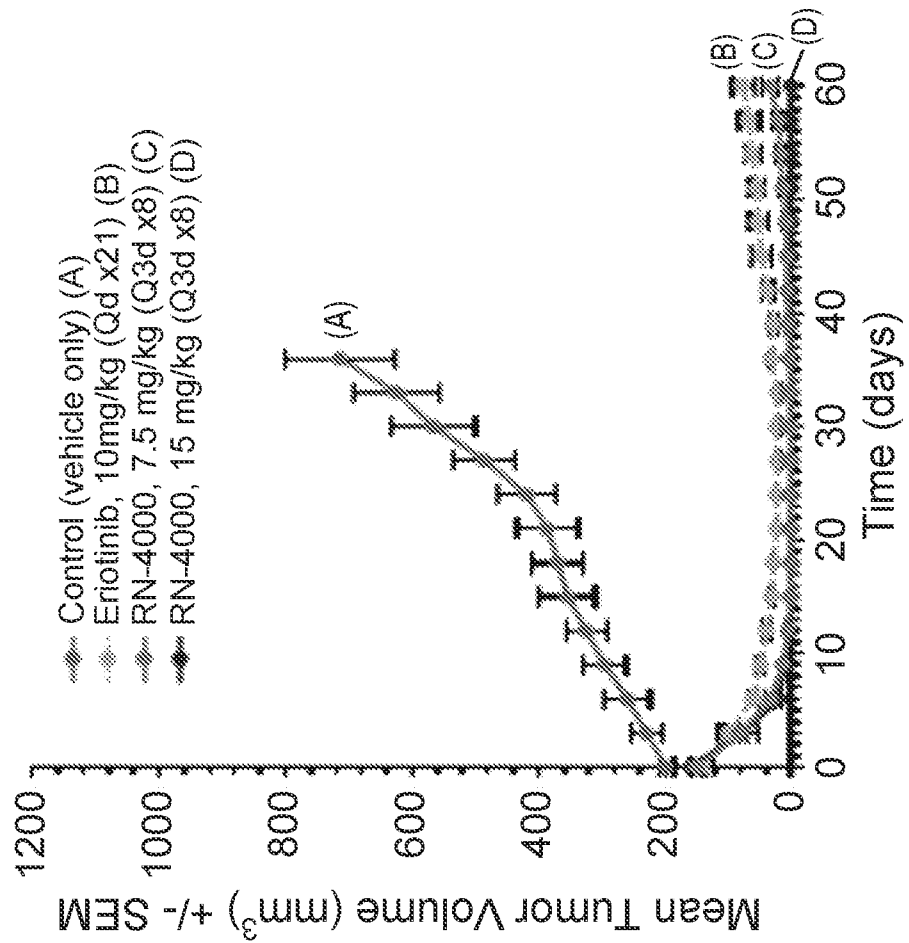 Control (vehicle only) (A)
Eriotinib, 10mg/kg (Qd x21) (B)
RN-4000, 7.5 mg/kg (Q3d x8) (C)
RN-4000, 15 mg/kg (Q3d x8) (D)
Mean Tumor Volume (mm³) +/- SEM
1200
1000
800
600
400
200
0
(A)
(B)
(C)
(D)
0 10 20 30 40 50 60
Time (days)